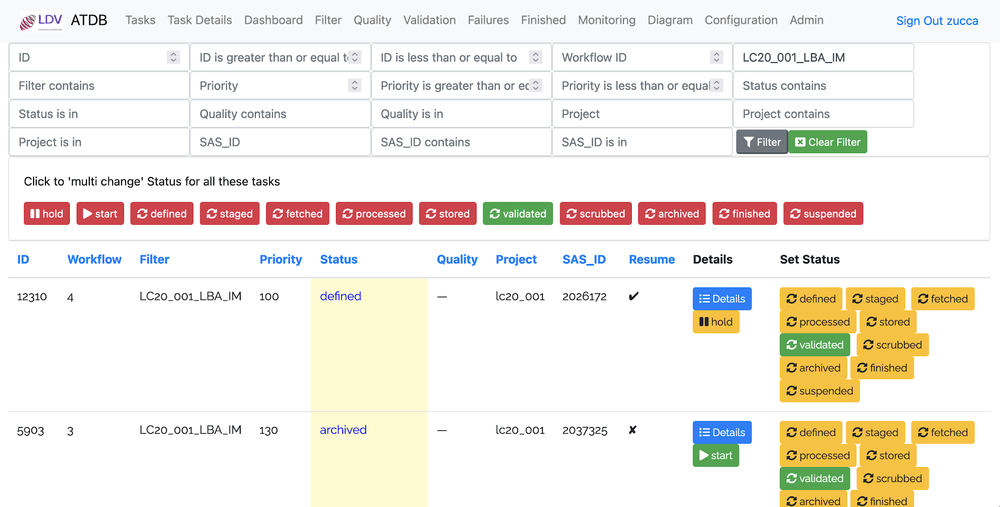 LDV ATDB Tasks Task Details Dashboard Filter Quality Validation Failures Finished Monitoring Diagram Configuration Admin Sign Out zucca
ID ID is greater than or equal to ID is less than or equal to Workflow ID LC20_001_LBA_IM
Filter contains Priority Priority is greater than or eq Priority is less than or equal Status contains
Status is in Quality contains Quality is in Project Project contains
Project is in SAS_ID SAS_ID contains SAS_ID is in Filter Clear Filter
Click to 'multi change' Status for all these tasks
hold start defined staged fetched processed stored validated scrubbed archived finished suspended
ID Workflow Filter Priority Status Quality Project SAS_ID Resume Details Set Status
12310 4 LC20_001_LBA_IM 100 defined — lc20_001 2026172 ✔ Details defined staged fetched
hold processed stored
validated scrubbed
archived finished
suspended
5903 3 LC20_001_LBA_IM 130 archived — lc20_001 2037325 ✘ Details defined staged fetched
start processed stored
validated scrubbed
archived finished